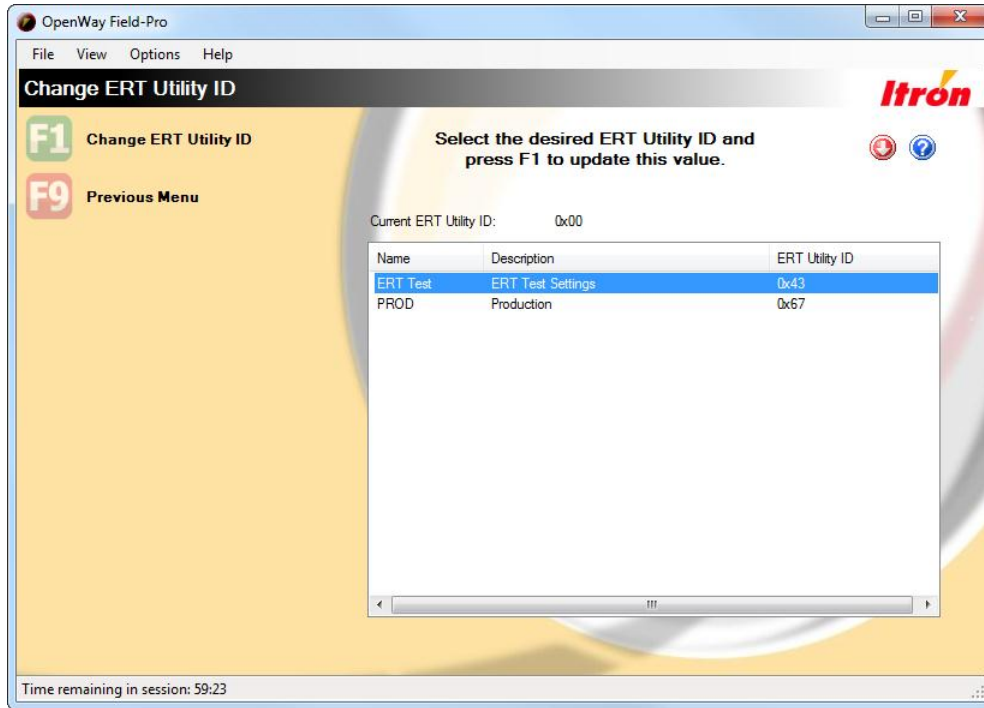 OpenWay Field-Pro
File View Options Help
Change ERT Utility ID
Itrón
F1 Change ERT Utility ID
F9 Previous Menu
Select the desired ERT Utility ID and
press F1 to update this value.
Current ERT Utility ID: 0x00
Name Description ERT Utility ID
ERT Test ERT Test Settings 0x43
PROD Production 0x67
Time remaining in session: 59:23